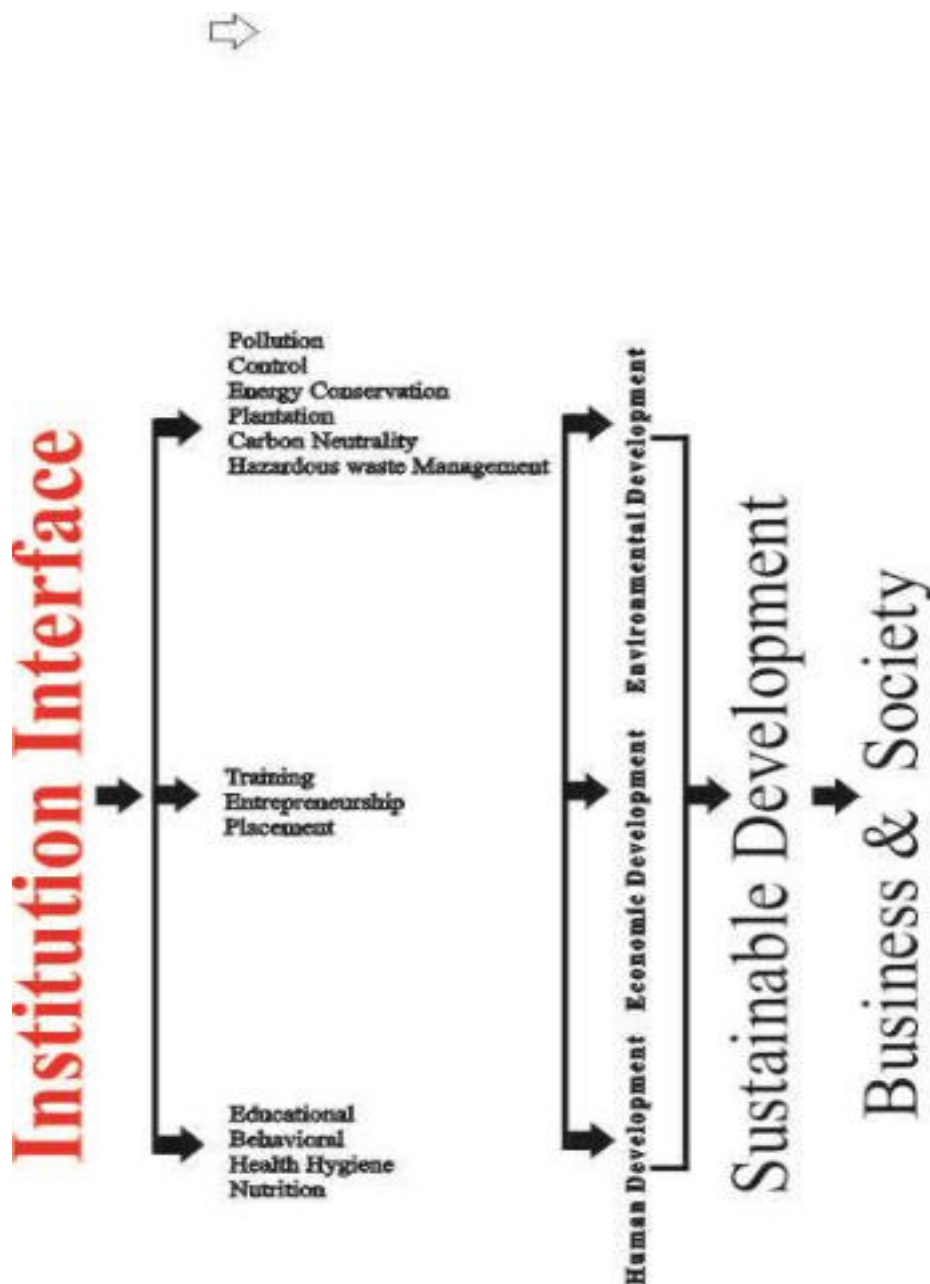 Institution Interface
Pollution
Control
Energy Conservation
Plantation
Carbon Neutrality
Hazardous waste Management
Training
Entrepreneurship
Placement
Educational
Behavioral
Health Hygiene
Nutrition
Human Development
Economic Development
Environmental Development
Sustainable Development
Business & Society